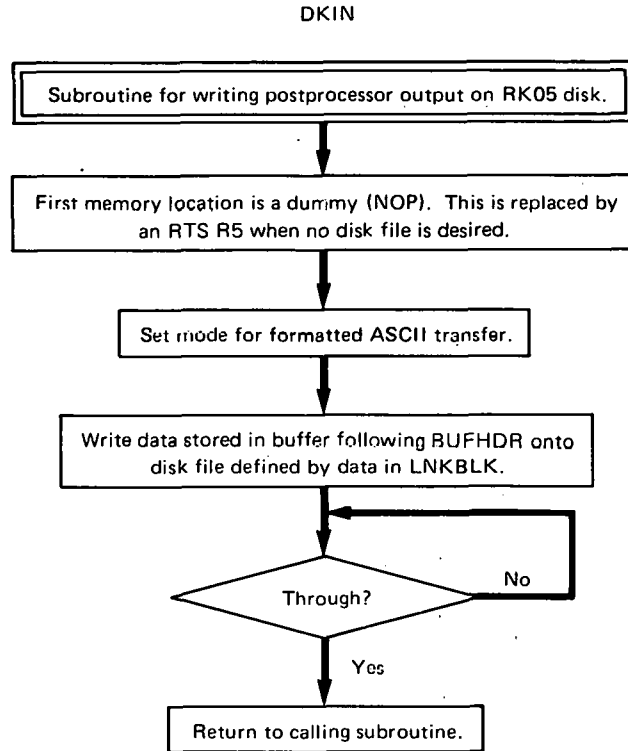 DKIN
Subroutine for writing postprocessor output on RK05 disk.
First memory location is a dummy (NOP). This is replaced by
an RTS R5 when no disk file is desired.
Set mode for formatted ASCII transfer.
Write data stored in buffer following BUFHDR onto
disk file defined by data in LNKBLK.
No
Through?
Yes
Return to calling subroutine.